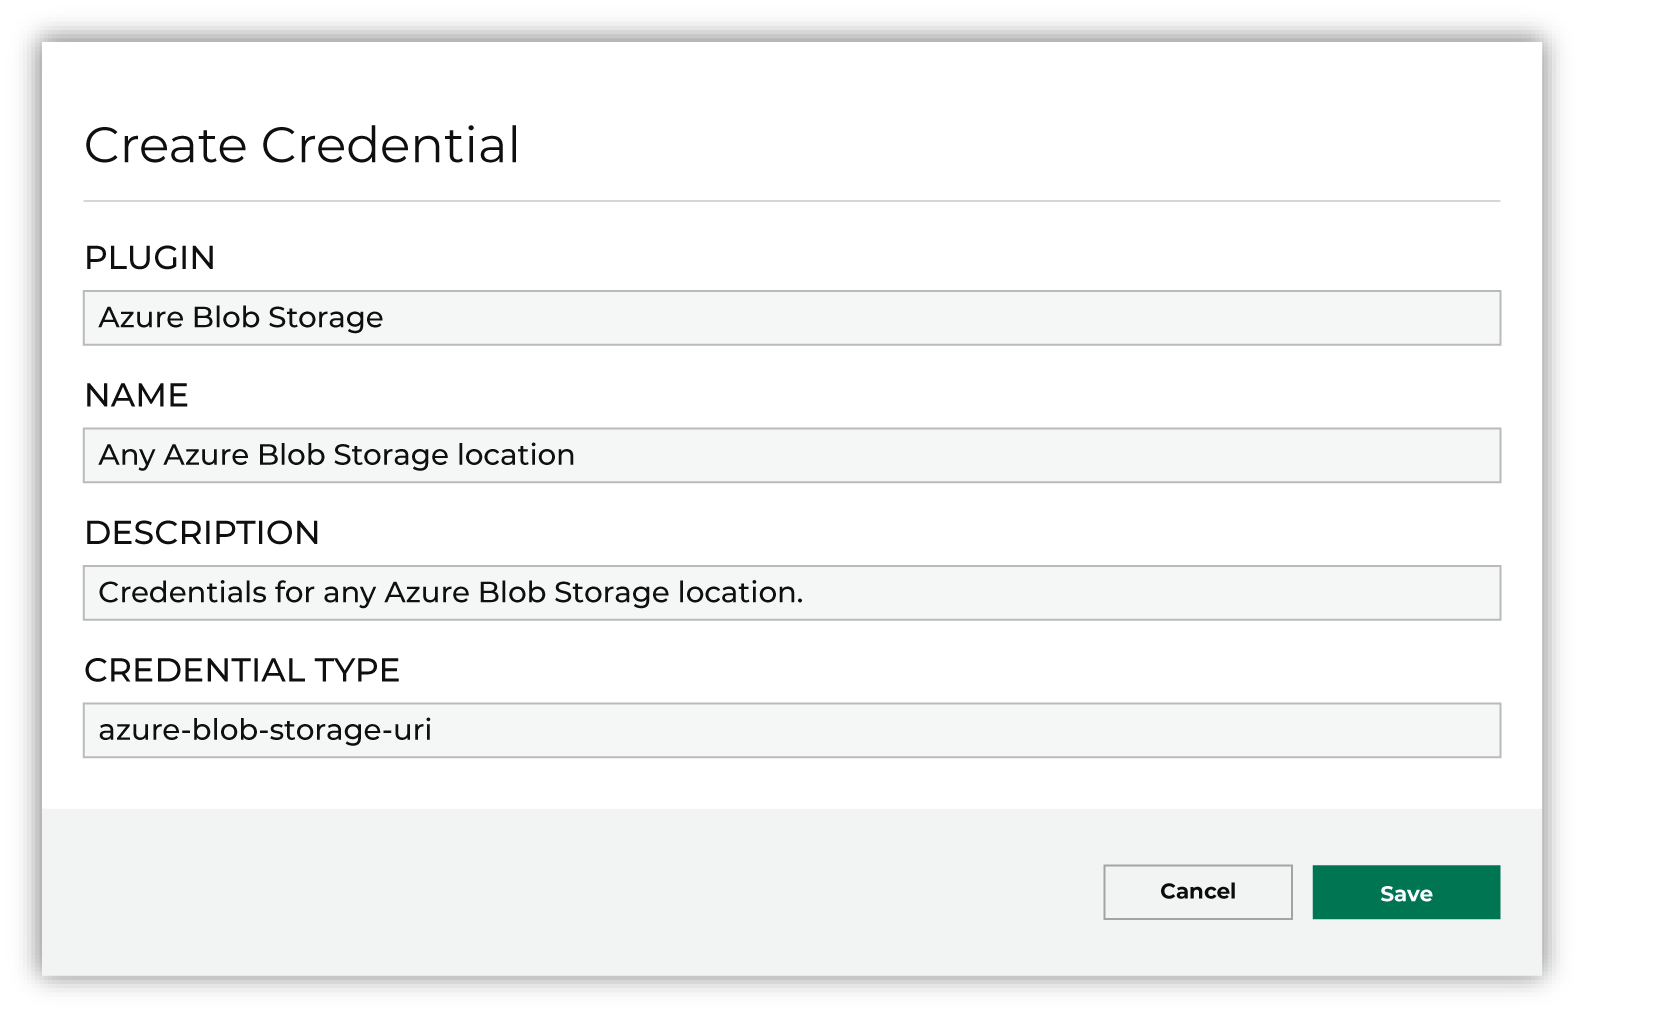 Create Credential
PLUGIN
Azure Blob Storage
NAME
Any Azure Blob Storage location
DESCRIPTION
Credentials for any Azure Blob Storage location.
CREDENTIAL TYPE
azure-blob-storage-uri
Cancel
Save